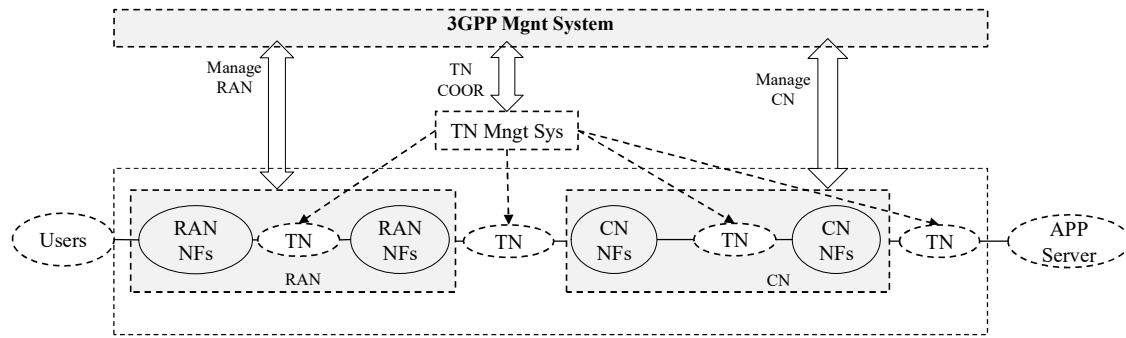 3GPP Mgnt System
Manage
RAN
TN
COOR
Manage
CN
TN Mngt Sys
Users
RAN
NFs
TN
RAN
NFs
TN
CN
NFs
TN
CN
NFs
TN
APP
Server
RAN
CN